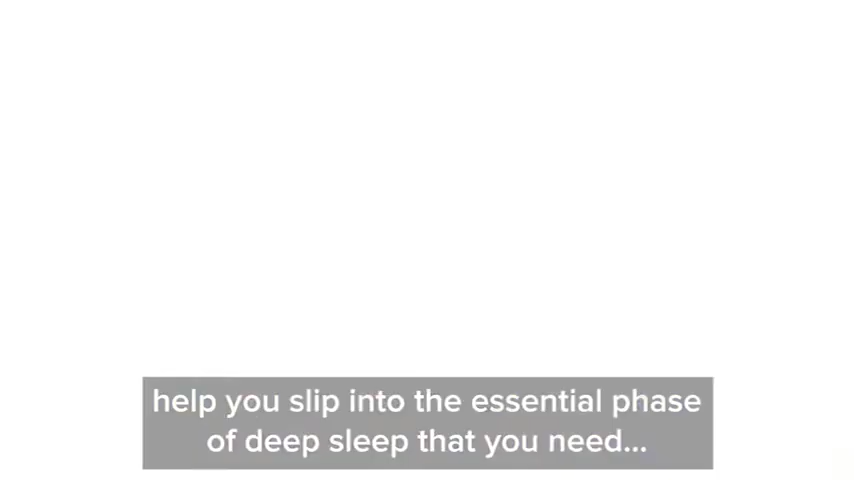 help you slip into the essential phase
of deep sleep that you need...